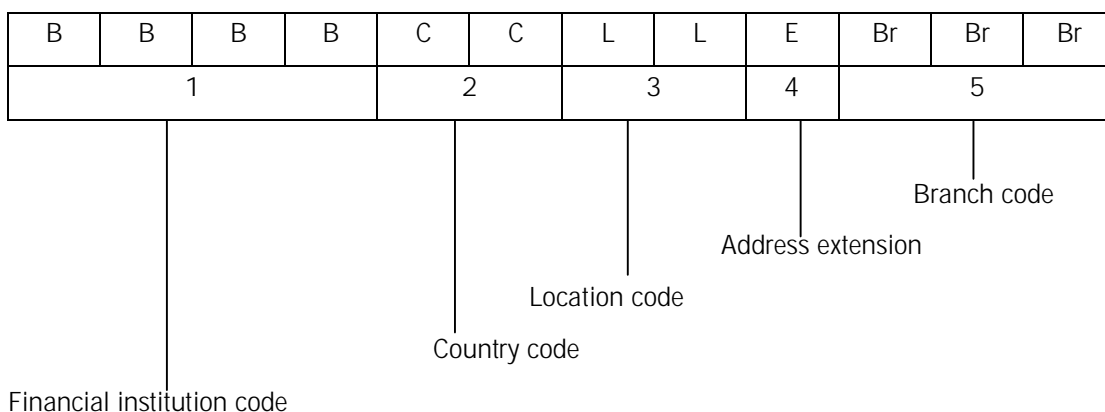 B B B B C C L L E Br Br Br
1 2 3 4 5
Branch code
Address extension
Location code
Country code
Financial institution code